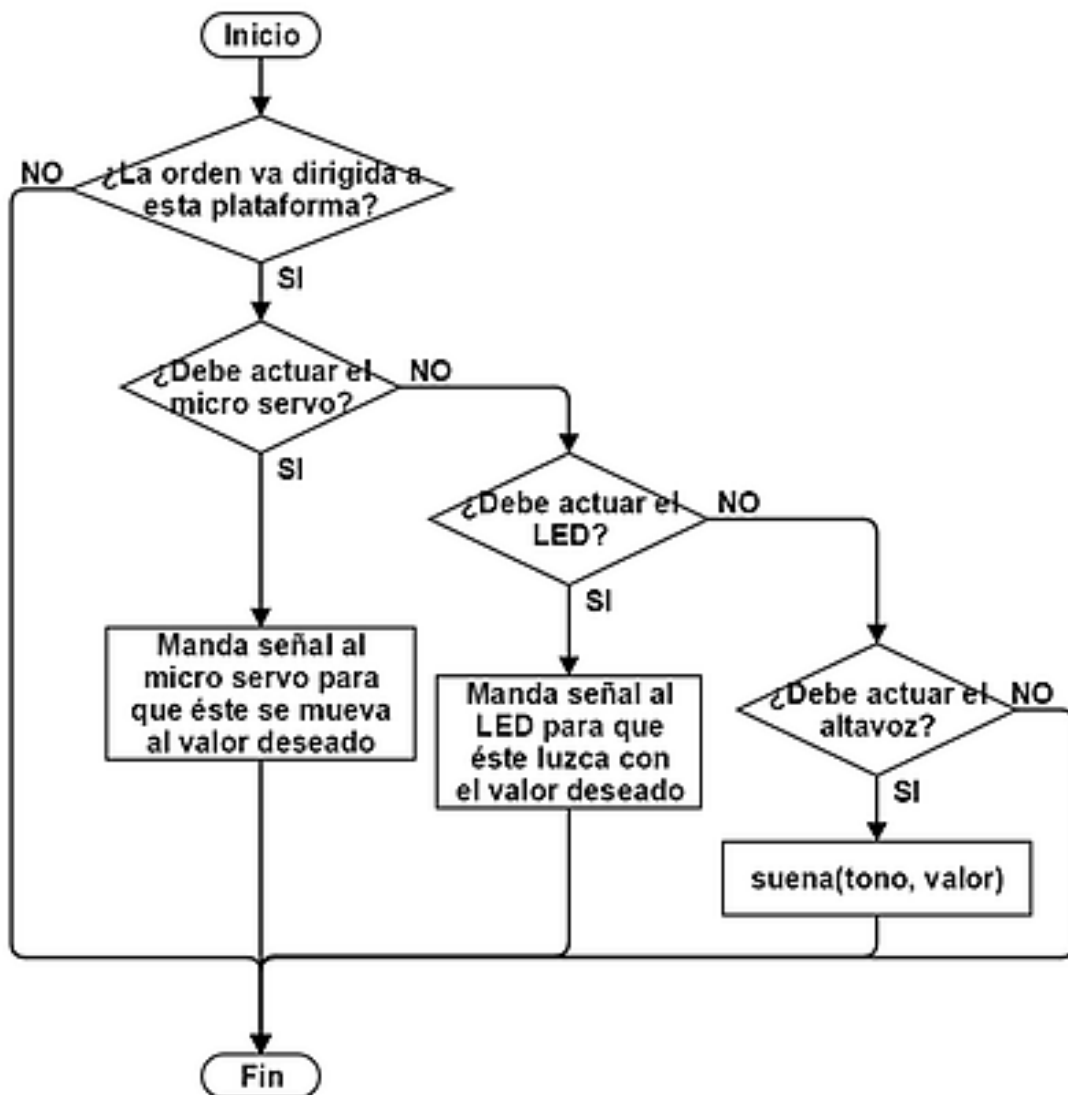 Inicio
NO
¿La orden va dirigida a
esta plataforma?
SI
¿Debe actuar el
micro servo?
NO
SI
¿Debe actuar el
LED?
NO
SI
Manda señal al
micro servo para
que éste se mueva
al valor deseado
Manda señal al
LED para que
éste luzca con
el valor deseado
¿Debe actuar el
altavoz?
NO
SI
suena(tono, valor)
Fin